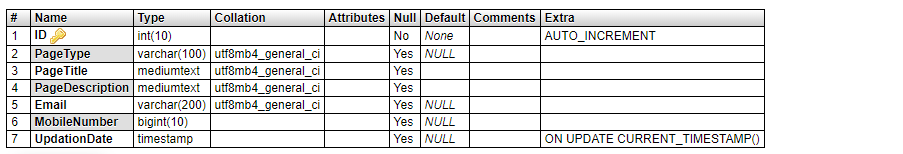 # Name Type Collation Attributes Null Default Comments Extra
1 ID int(10) No None AUTO_INCREMENT
2 PageType varchar(100) utf8mb4_general_ci Yes NULL
3 PageTitle mediumtext utf8mb4_general_ci Yes
4 PageDescription mediumtext utf8mb4_general_ci Yes
5 Email varchar(200) utf8mb4_general_ci Yes NULL
6 MobileNumber bigint(10) Yes NULL
7 UpdationDate timestamp Yes NULL ON UPDATE CURRENT_TIMESTAMP()